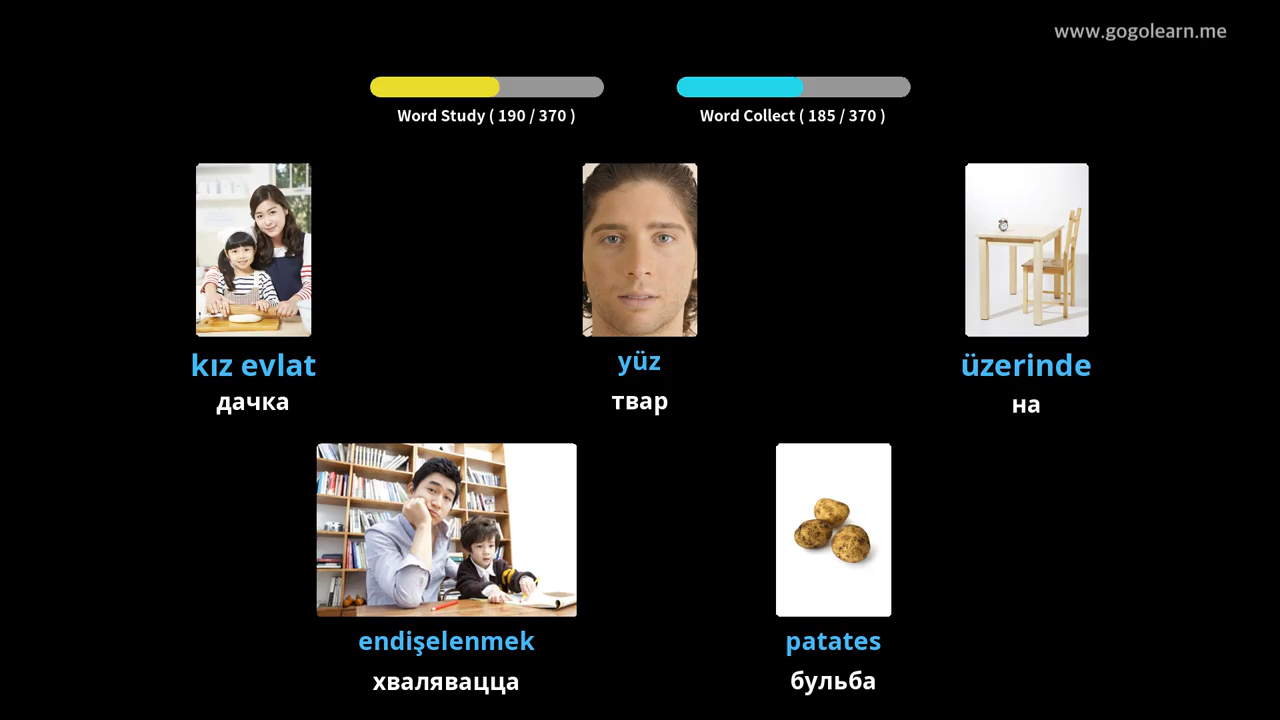 www.gogolearn.me
Word Study ( 190 / 370 )
Word Collect ( 185 / 370 )
kız evlat
дачка
yüz
твар
üzerinde
на
endişelenmek
хвалявацца
patates
бульба